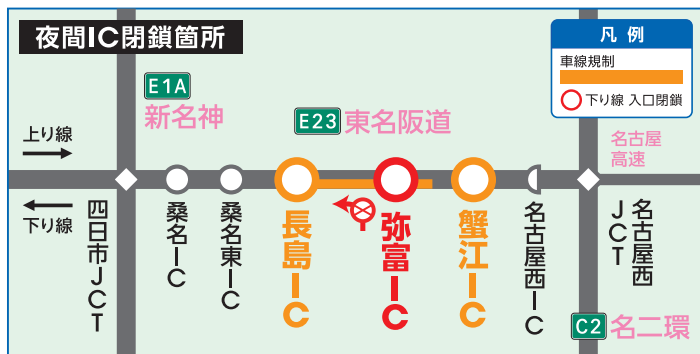 夜間IC閉鎖箇所
凡 例
車線規制
下り線 入口閉鎖
E1A
新名神
E23 東名阪道
名古屋
高速
上り線
下り線
四日市JCT
桑名IC
桑名東IC
長島IC
弥富IC
蟹江IC
名古屋西IC
名古屋西
JCT
C2 名二環